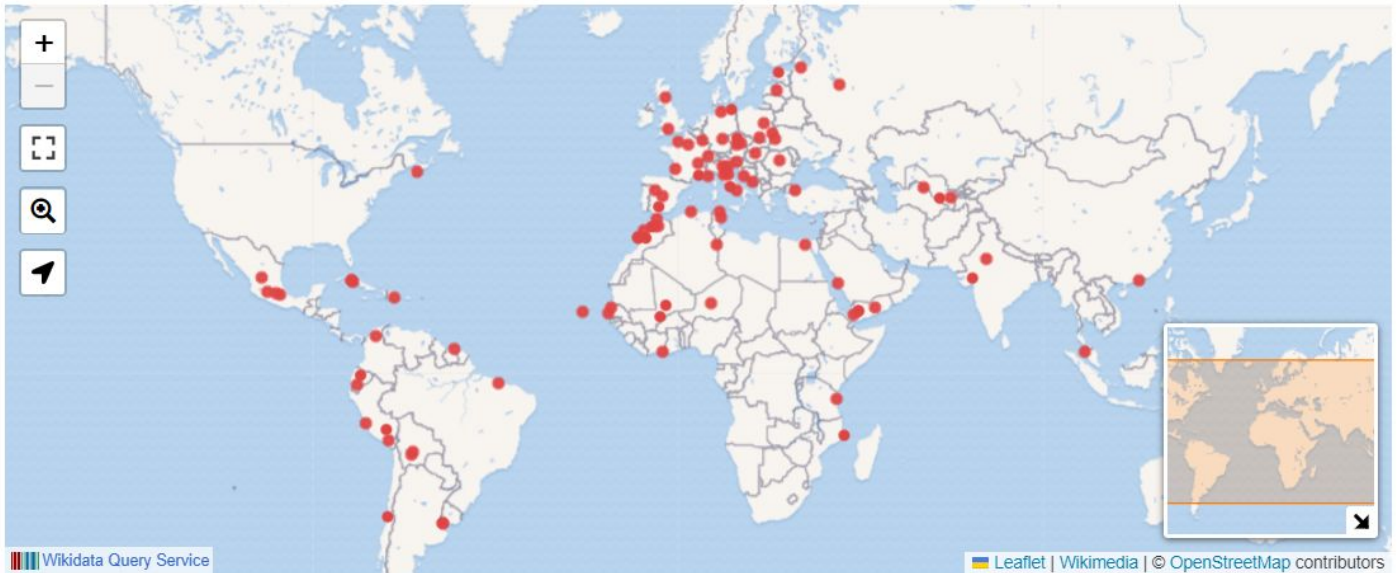 +
−
Wikidata Query Service
Leaflet | Wikimedia | © OpenStreetMap contributors